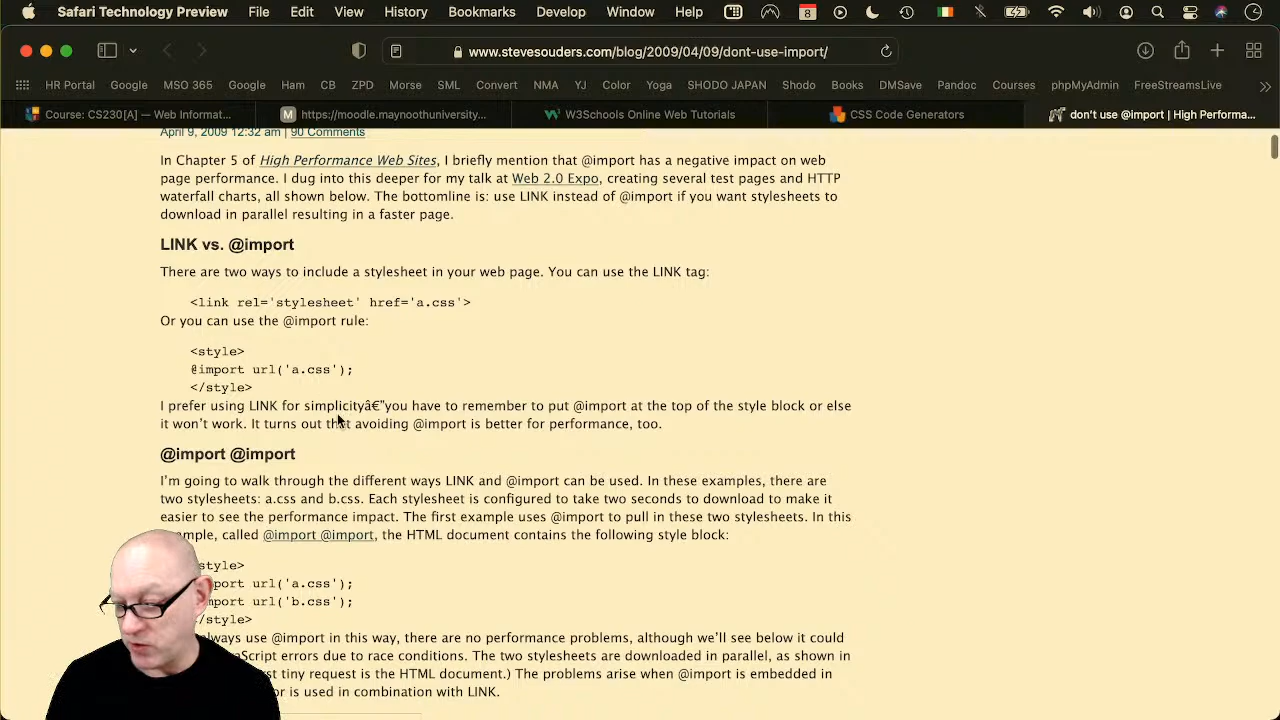 Safari Technology Preview File Edit View History Bookmarks Develop Window Help 8
www.stevesouders.com/blog/2009/04/09/dont-use-import/
HR Portal Google MSO 365 Google Ham CB ZPD Morse SML Convert NMA YJ Color Yoga SHODO JAPAN Shodo Books DMSave Pandoc Courses phpMyAdmin FreeStreamsLive
Course: CS230[A] — Web Informat... M https://moodle.maynoothuniversity... W3Schools Online Web Tutorials CSS Code Generators don't use @import | High Performa...
April 9, 2009 12:32 am | 90 Comments
In Chapter 5 of High Performance Web Sites, I briefly mention that @import has a negative impact on web
page performance. I dug into this deeper for my talk at Web 2.0 Expo, creating several test pages and HTTP
waterfall charts, all shown below. The bottomline is: use LINK instead of @import if you want stylesheets to
download in parallel resulting in a faster page.
LINK vs. @import
There are two ways to include a stylesheet in your web page. You can use the LINK tag:
<link rel='stylesheet' href='a.css'>
Or you can use the @import rule:
<style>
@import url('a.css');
</style>
I prefer using LINK for simplicityâ€”you have to remember to put @import at the top of the style block or else
it won't work. It turns out that avoiding @import is better for performance, too.
@import @import
I'm going to walk through the different ways LINK and @import can be used. In these examples, there are
two stylesheets: a.css and b.css. Each stylesheet is configured to take two seconds to download to make it
easier to see the performance impact. The first example uses @import to pull in these two stylesheets. In this
example, called @import @import, the HTML document contains the following style block:
style>
port url('a.css');
mport url('b.css');
/style>
always use @import in this way, there are no performance problems, although we'll see below it could
Script errors due to race conditions. The two stylesheets are downloaded in parallel, as shown in
st tiny request is the HTML document.) The problems arise when @import is embedded in
or is used in combination with LINK.